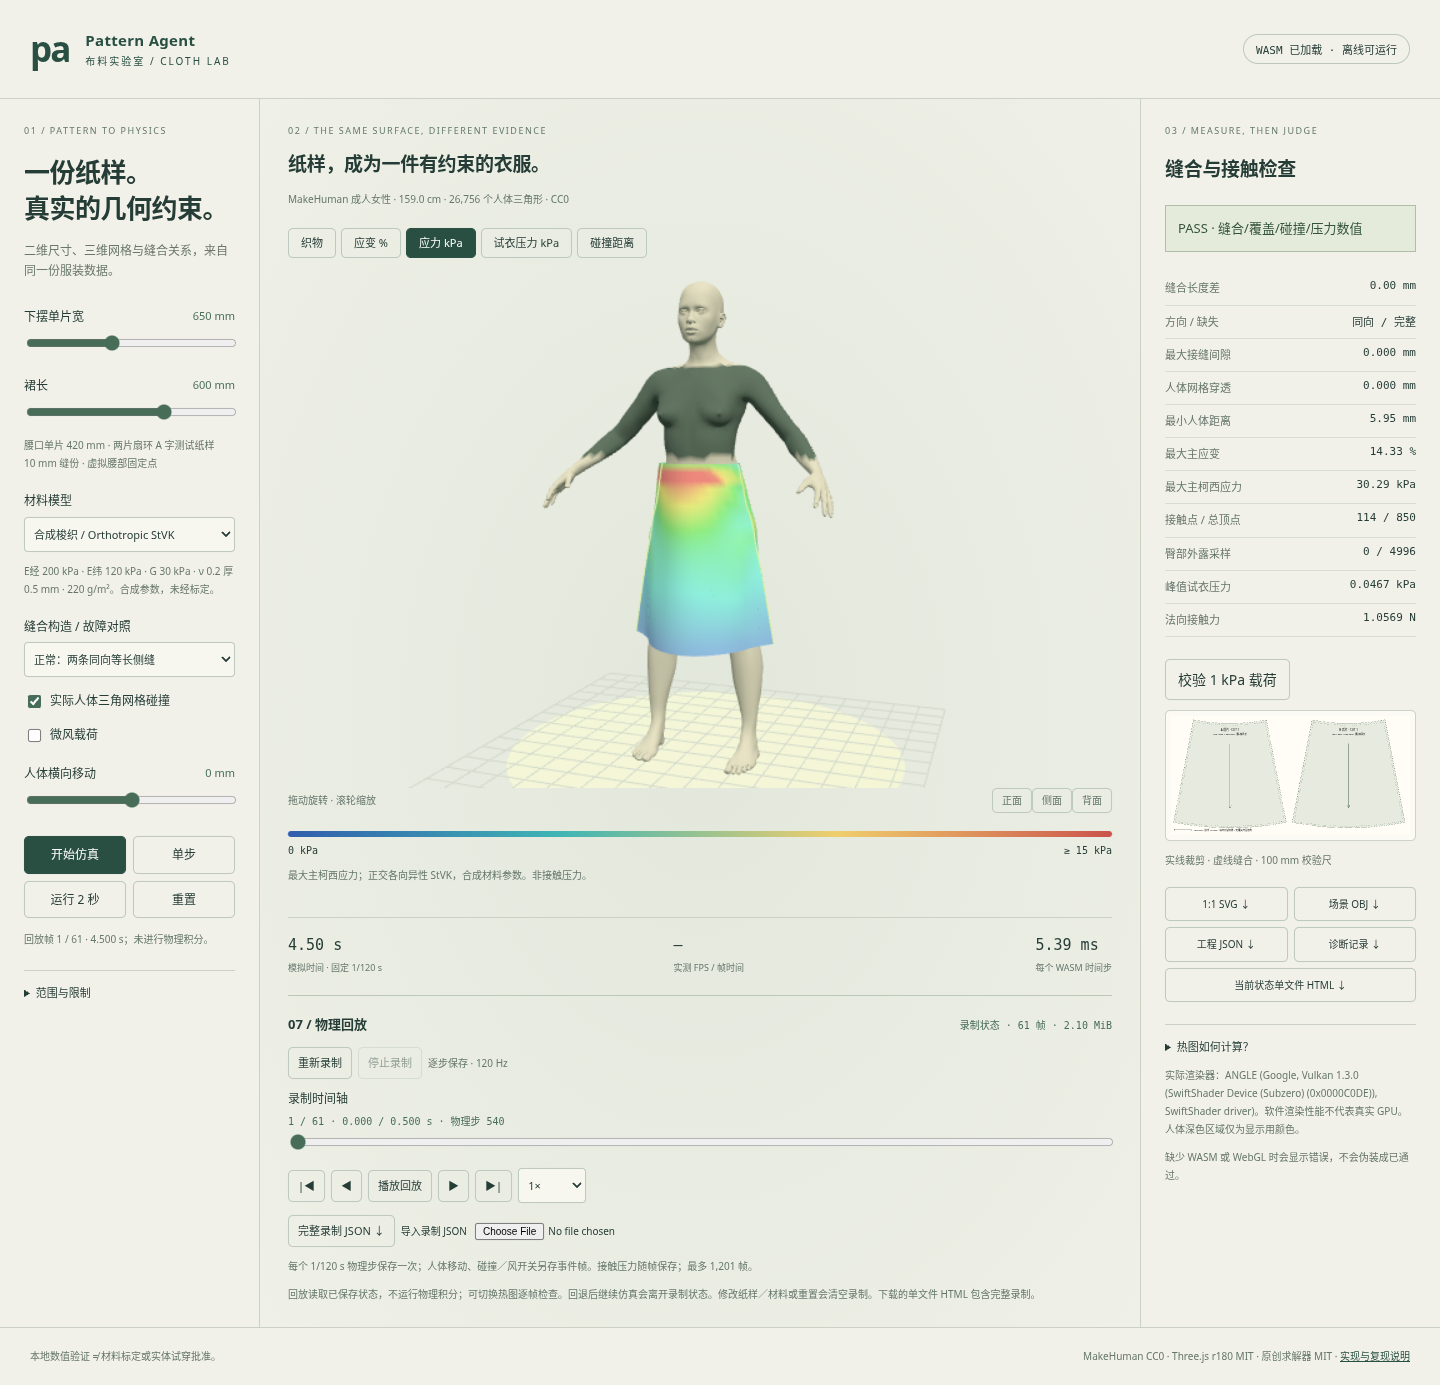 pa
Pattern Agent
布料实验室 / CLOTH LAB
WASM 已加载 · 离线可运行
01 / PATTERN TO PHYSICS
一份纸样。
真实的几何约束。
二维尺寸、三维网格与缝合关系，来自
同一份服装数据。
下摆单片宽 650 mm
裙长 600 mm
腰口单片 420 mm · 两片扇环 A 字测试纸样
10 mm 缝份 · 虚拟腰部固定点
材料模型
合成梭织 / Orthotropic StVK
E经 200 kPa · E纬 120 kPa · G 30 kPa · ν 0.2 厚
0.5 mm · 220 g/m²。合成参数，未经标定。
缝合构造 / 故障对照
正常：两条同向等长侧缝
实际人体三角网格碰撞
微风载荷
人体横向移动 0 mm
开始仿真 单步
运行 2 秒 重置
回放帧 1 / 61 · 4.500 s；未进行物理积分。
范围与限制
02 / THE SAME SURFACE, DIFFERENT EVIDENCE
纸样，成为一件有约束的衣服。
MakeHuman 成人女性 · 159.0 cm · 26,756 个人体三角形 · CC0
织物 应变 % 应力 kPa 试衣压力 kPa 碰撞距离
拖动旋转 · 滚轮缩放 正面 侧面 背面
0 kPa ≥ 15 kPa
最大主柯西应力；正交各向异性 StVK，合成材料参数。非接触压力。
4.50 s — 5.39 ms
模拟时间 · 固定 1/120 s 实测 FPS / 帧时间 每个 WASM 时间步
07 / 物理回放 录制状态 · 61 帧 · 2.10 MiB
重新录制 停止录制 逐步保存 · 120 Hz
录制时间轴
1 / 61 · 0.000 / 0.500 s · 物理步 540
|◀ ◀ 播放回放 ▶ ▶| 1×
完整录制 JSON ↓ 导入录制 JSON Choose File No file chosen
每个 1/120 s 物理步保存一次；人体移动、碰撞／风开关另存事件帧。接触压力随帧保存；最多 1,201 帧。
回放读取已保存状态，不运行物理积分；可切换热图逐帧检查。回退后继续仿真会离开录制状态。修改纸样／材料或重置会清空录制。下载的单文件 HTML 包含完整录制。
03 / MEASURE, THEN JUDGE
缝合与接触检查
PASS · 缝合/覆盖/碰撞/压力数值
缝合长度差 0.00 mm
方向 / 缺失 同向 / 完整
最大接缝间隙 0.000 mm
人体网格穿透 0.000 mm
最小人体距离 5.95 mm
最大主应变 14.33 %
最大主柯西应力 30.29 kPa
接触点 / 总顶点 114 / 850
臀部外露采样 0 / 4996
峰值试衣压力 0.0467 kPa
法向接触力 1.0569 N
校验 1 kPa 载荷
实线裁剪 · 虚线缝合 · 100 mm 校验尺
1:1 SVG ↓ 场景 OBJ ↓
工程 JSON ↓ 诊断记录 ↓
当前状态单文件 HTML ↓
热图如何计算？
实际渲染器：ANGLE (Google, Vulkan 1.3.0
(SwiftShader Device (Subzero) (0x0000C0DE)),
SwiftShader driver)。软件渲染性能不能代表真实 GPU。
人体深色区域仅为显示用颜色。
缺少 WASM 或 WebGL 时会显示错误，不会伪装成已通
过。
本地数值验证 ≠ 材料标定或实体试穿批准。
MakeHuman CC0 · Three.js r180 MIT · 原创求解器 MIT · 实现与复现说明